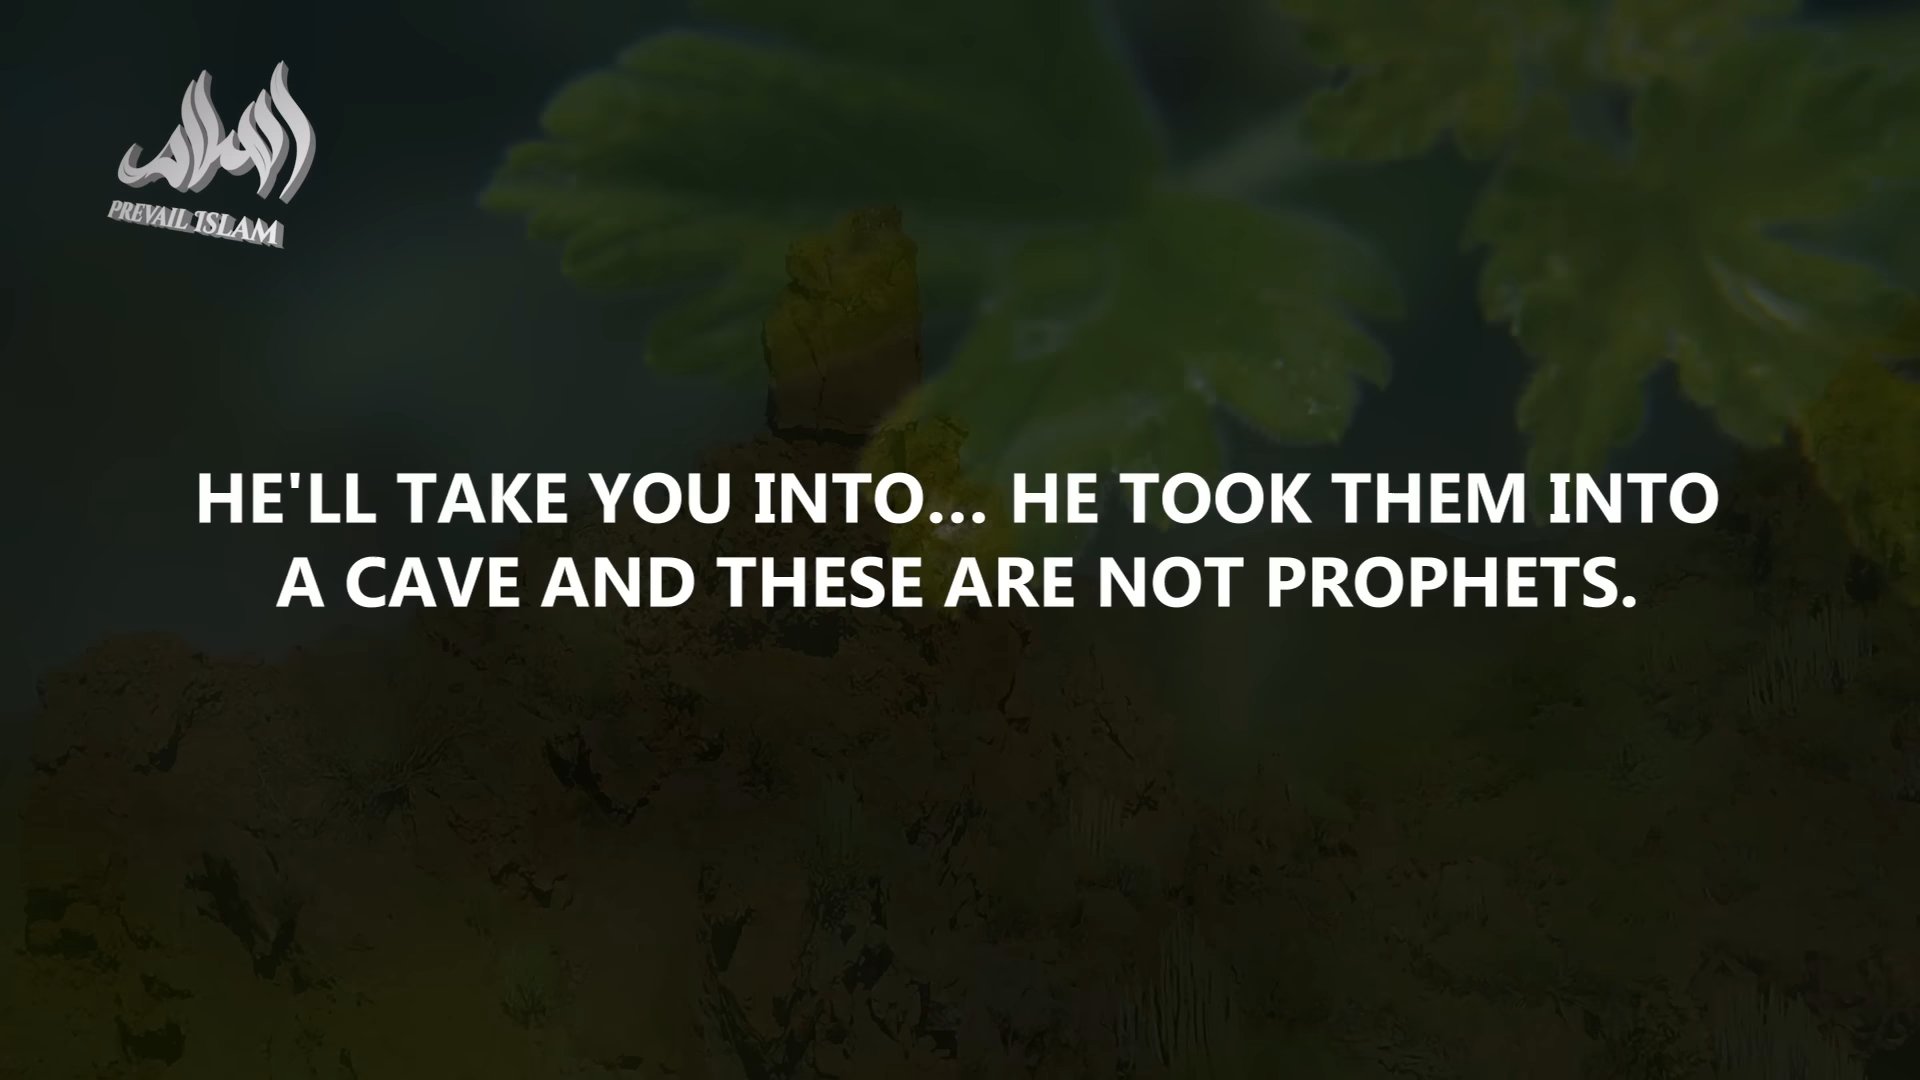 PREVAIL ISLAM
HE'LL TAKE YOU INTO... HE TOOK THEM INTO
A CAVE AND THESE ARE NOT PROPHETS.